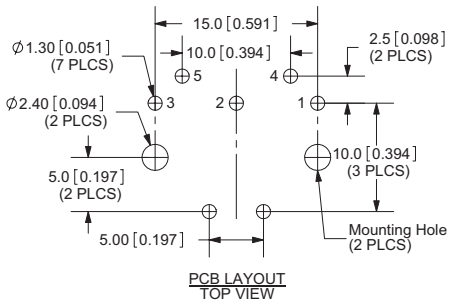 15.0 [0.591]
Ø1.30 [0.051]
(7 PLCS)
10.0 [0.394]
2.5 [0.098]
(2 PLCS)
5
4
3
2
1
Ø2.40 [0.094]
(2 PLCS)
5.0 [0.197]
(2 PLCS)
10.0 [0.394]
(3 PLCS)
5.00 [0.197]
Mounting Hole
(2 PLCS)
PCB LAYOUT
TOP VIEW